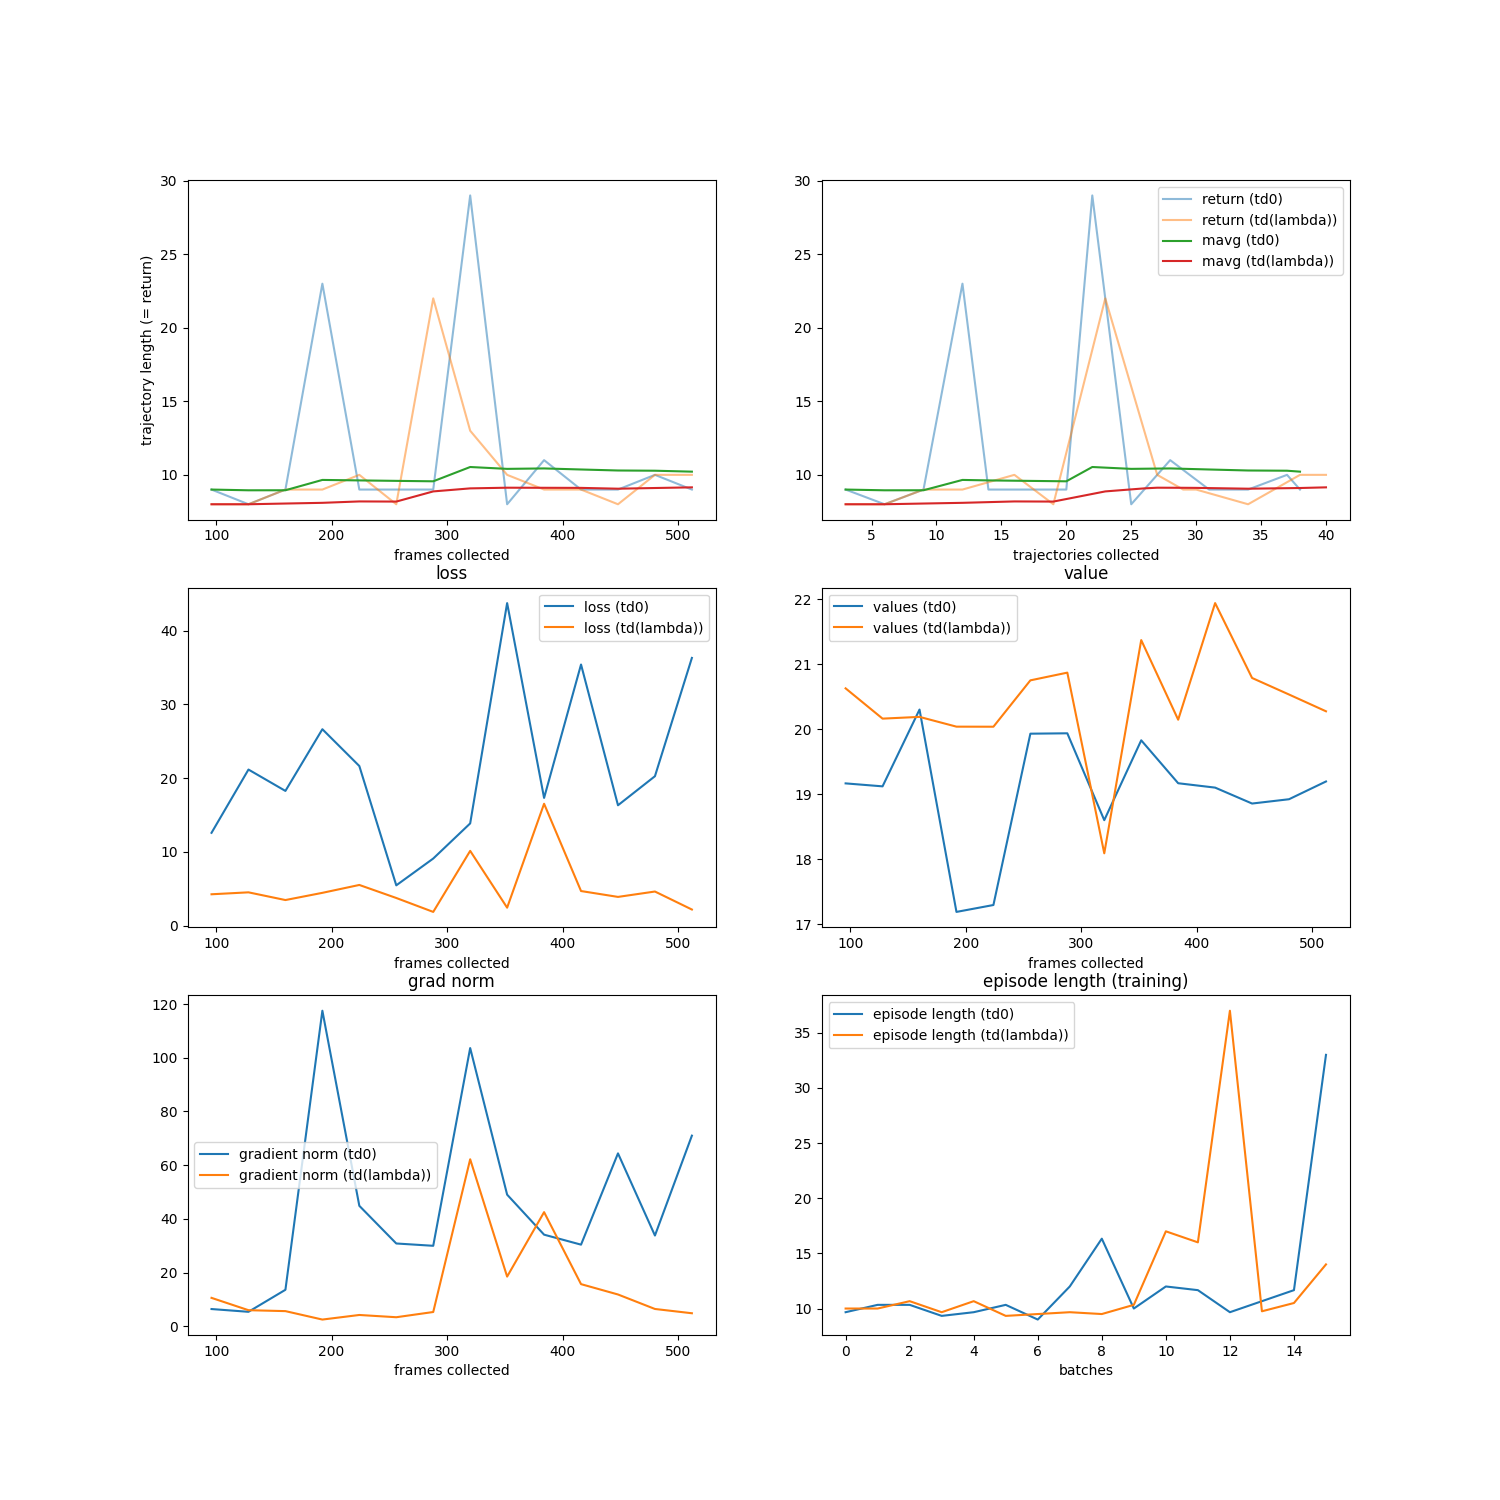 30
25
20
15
10
trajectory length (= return)
100 200 300 400 500
frames collected
30
25
20
15
10
return (td0)
return (td(lambda))
mavg (td0)
mavg (td(lambda))
5 10 15 20 25 30 35 40
trajectories collected
loss
40
30
20
10
0
loss (td0)
loss (td(lambda))
100 200 300 400 500
frames collected
value
22
21
20
19
18
17
values (td0)
values (td(lambda))
100 200 300 400 500
frames collected
grad norm
120
100
80
60
40
20
0
gradient norm (td0)
gradient norm (td(lambda))
100 200 300 400 500
frames collected
episode length (training)
35
30
25
20
15
10
episode length (td0)
episode length (td(lambda))
0 2 4 6 8 10 12 14
batches